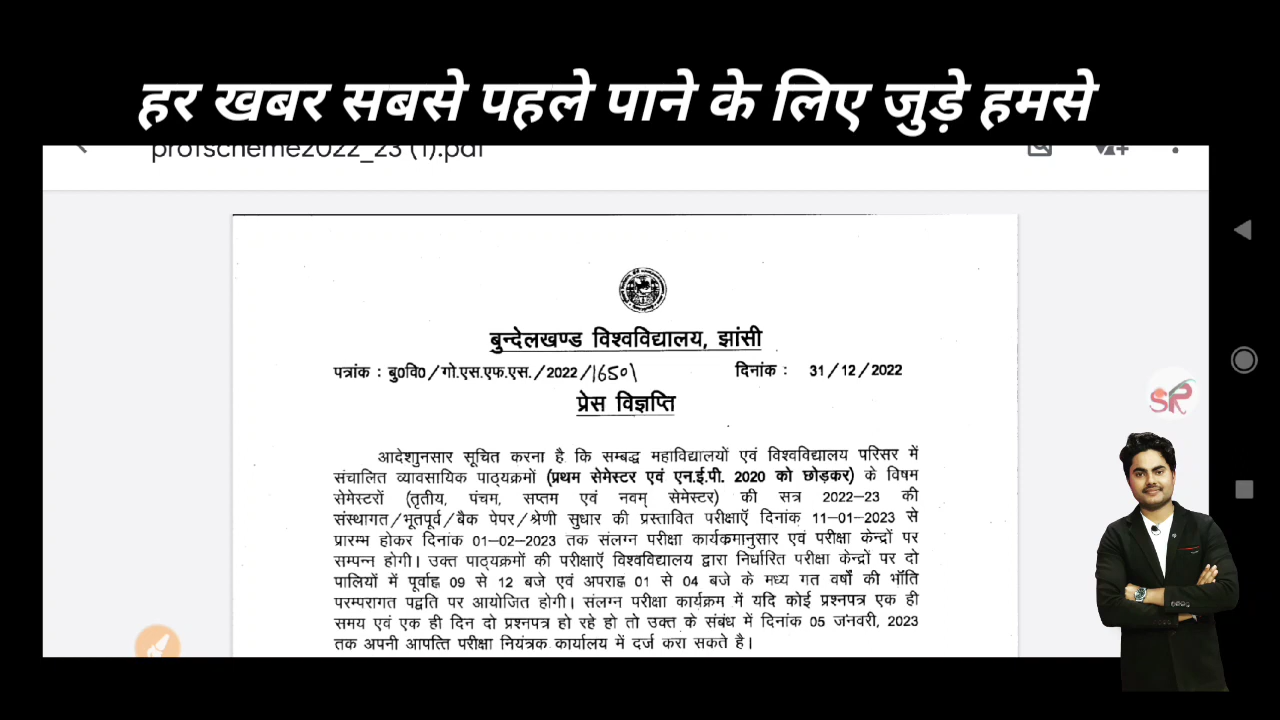 हर खबर सबसे पहले पाने के लिए जुड़े हमसे
profscheme2022_23 (1).pdf
बुन्देलखण्ड विश्वविद्यालय, झांसी
पत्रांक : बु0वि0/गो.एस.एफ.एस./2022/16501 दिनांक : 31/12/2022
प्रेस विज्ञप्ति
आदेशानुसार सूचित करना है कि सम्बद्ध महाविद्यालयों एवं विश्वविद्यालय परिसर में
संचालित व्यावसायिक पाठ्यक्रमों (प्रथम सेमेस्टर एवं एन.ई.पी. 2020 को छोड़कर) के विषम
सेमेस्टरों (तृतीय, पंचम, सप्तम एवं नवम् सेमेस्टर) की सत्र 2022-23 की
संस्थागत/भूतपूर्व/बैक पेपर/श्रेणी सुधार की प्रस्तावित परीक्षाऍ दिनांक 11-01-2023 से
प्रारम्भ होकर दिनांक 01-02-2023 तक संलग्न परीक्षा कार्यक्रमानुसार एवं परीक्षा केन्द्रों पर
सम्पन्न होगी। उक्त पाठ्यक्रमों की परीक्षाऍ विश्वविद्यालय द्वारा निर्धारित परीक्षा केन्द्रों पर दो
पालियों में पूर्वाह्न 09 से 12 बजे एवं अपराह्न 01 से 04 बजे के मध्य गत वर्षों की भॉति
परम्परागत पद्वति पर आयोजित होगी। संलग्न परीक्षा कार्यक्रम में यदि कोई प्रश्नपत्र एक ही
समय एवं एक ही दिन दो प्रश्नपत्र हो रहे हो तो उक्त के संबंध में दिनांक 05 जनवरी, 2023
तक अपनी आपत्ति परीक्षा नियंत्रक कार्यालय में दर्ज करा सकते है।
SR